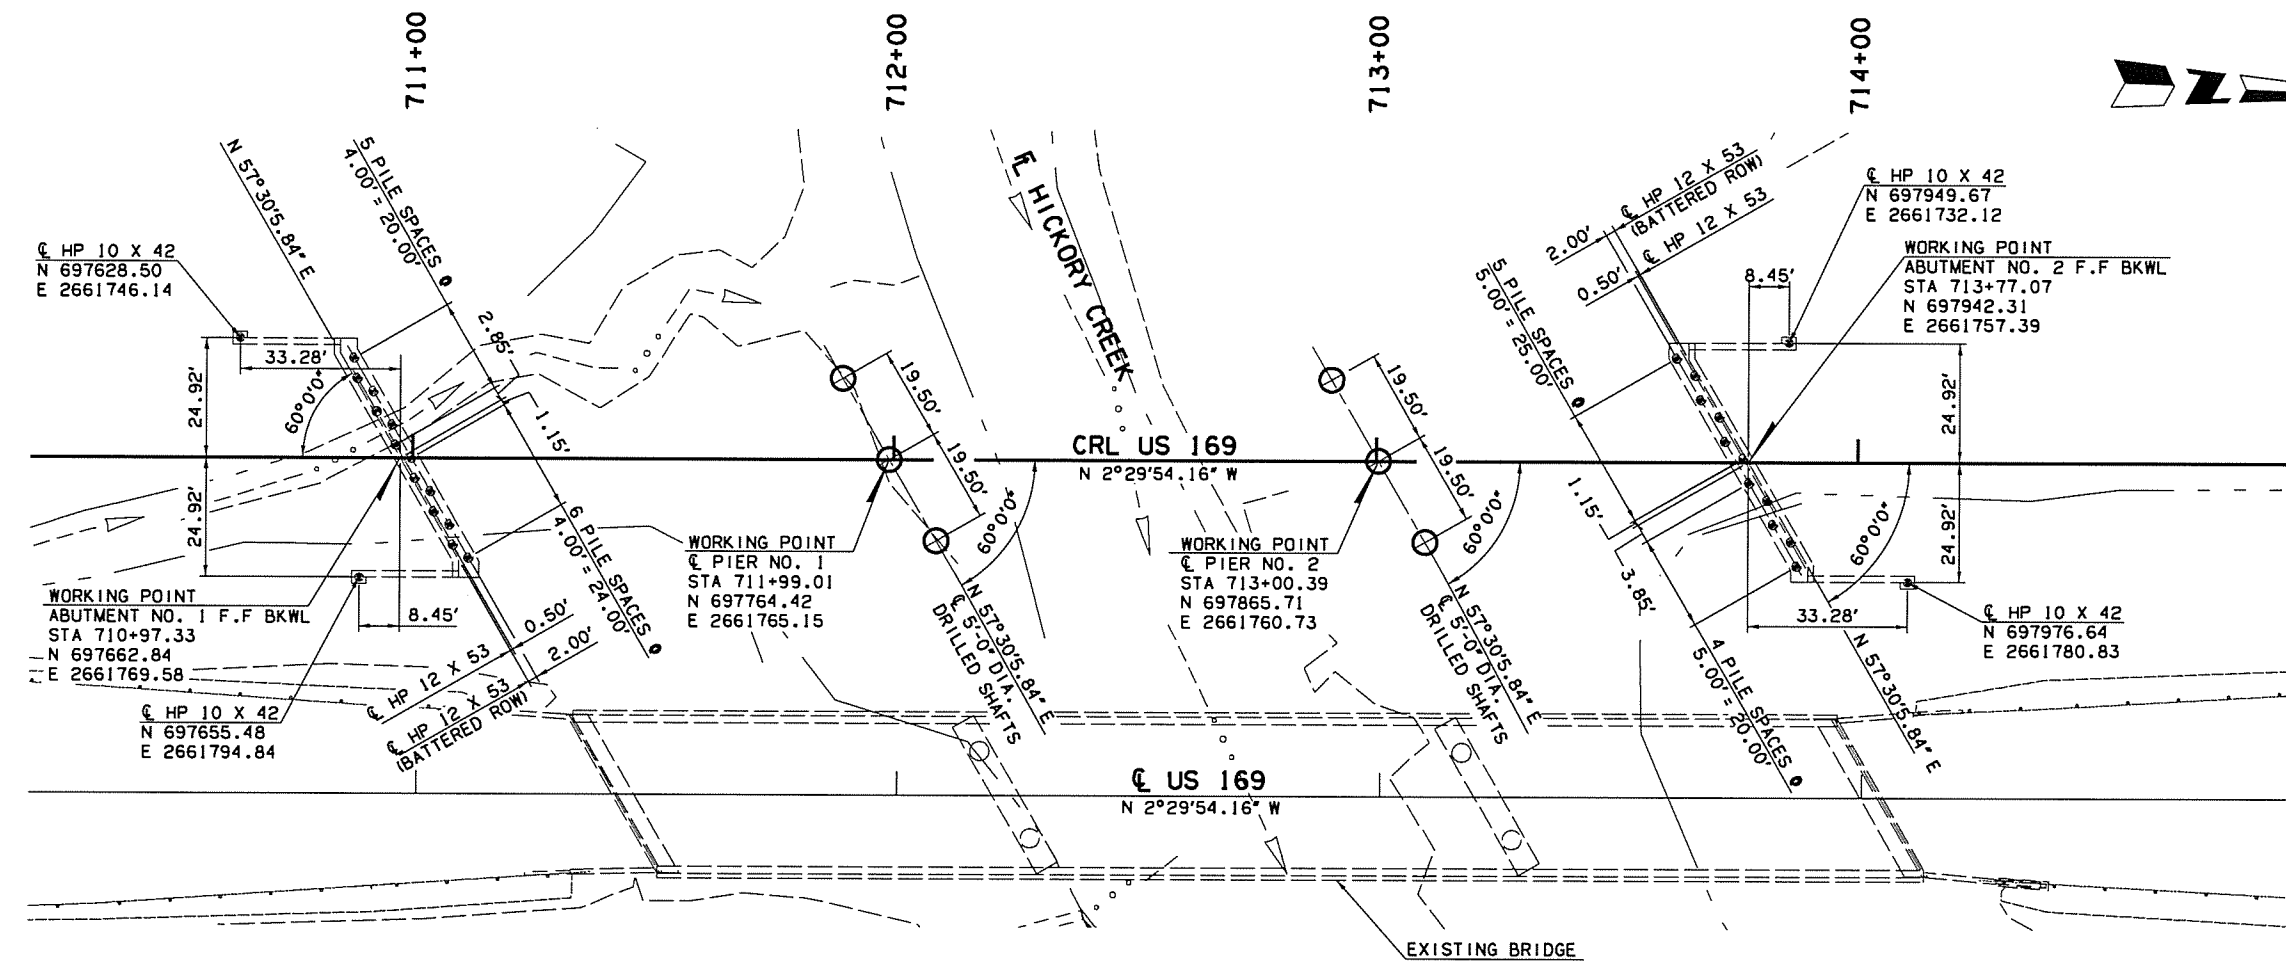 711+00
712+00
713+00
714+00
Z
N 57°30'5.84" E
5 PILE SPACES @
4.00' = 20.00'
℄ HP 10 X 42
N 697628.50
E 2661746.14
33.28'
24.92'
60°0'0"
24.92'
2.85'
1.15'
6 PILE SPACES @
4.00' = 24.00'
WORKING POINT
ABUTMENT NO. 1 F.F BKWL
STA 710+97.33
N 697662.84
E 2661769.58
8.45'
℄ HP 10 X 42
N 697655.48
E 2661794.84
0.50'
2.00'
℄ HP 12 X 53
℄ HP 12 X 53
(BATTERED ROW)
19.50'
19.50'
60°0'0"
WORKING POINT
℄ PIER NO. 1
STA 711+99.01
N 697764.42
E 2661765.15
N 57°30'5.84" E
℄ 5'-0" DIA.
DRILLED SHAFTS
FL HICKORY CREEK
CRL US 169
N 2°29'54.16" W
19.50'
19.50'
60°0'0"
WORKING POINT
℄ PIER NO. 2
STA 713+00.39
N 697865.71
E 2661760.73
N 57°30'5.84" E
℄ 5'-0" DIA.
DRILLED SHAFTS
℄ HP 12 X 53
(BATTERED ROW)
℄ HP 12 X 53
2.00'
0.50'
5 PILE SPACES @
5.00' = 25.00'
1.15'
3.85'
4 PILE SPACES @
5.00' = 20.00'
℄ HP 10 X 42
N 697949.67
E 2661732.12
WORKING POINT
ABUTMENT NO. 2 F.F BKWL
STA 713+77.07
N 697942.31
E 2661757.39
8.45'
24.92'
24.92'
60°0'0"
33.28'
℄ HP 10 X 42
N 697976.64
E 2661780.83
N 57°30'5.84" E
℄ US 169
N 2°29'54.16" W
EXISTING BRIDGE